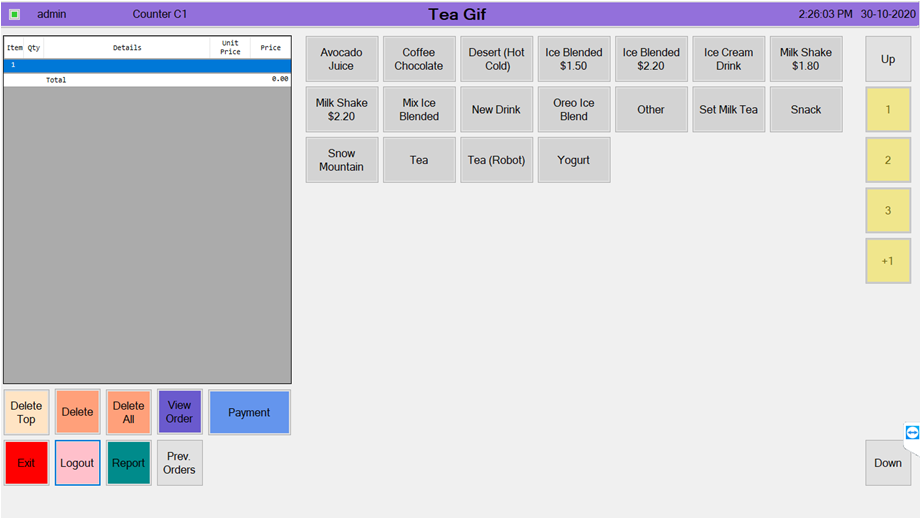 admin Counter C1 Tea Gif 2:26:03 PM 30-10-2020
Item Qty Details Unit Price Price
1
Total 0.00
Avocado Juice
Coffee Chocolate
Desert (Hot Cold)
Ice Blended $1.50
Ice Blended $2.20
Ice Cream Drink
Milk Shake $1.80
Up
Milk Shake $2.20
Mix Ice Blended
New Drink
Oreo Ice Blend
Other
Set Milk Tea
Snack
1
Snow Mountain
Tea
Tea (Robot)
Yogurt
2
3
+1
Delete Top
Delete
Delete All
View Order
Payment
Exit
Logout
Report
Prev. Orders
Down